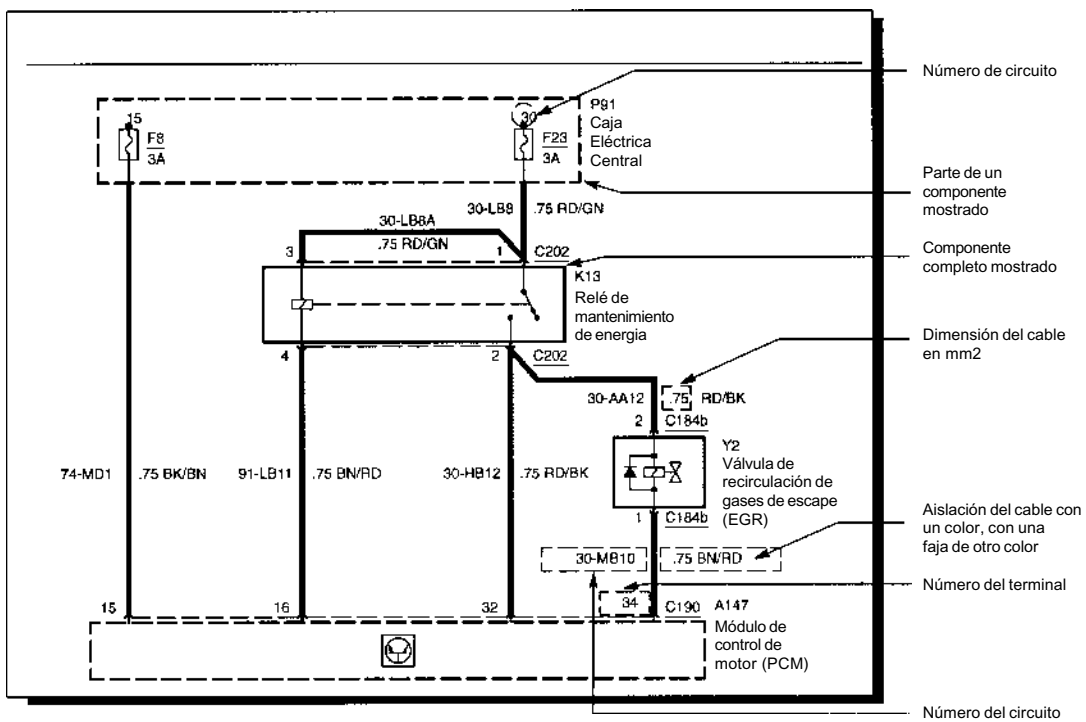 Número de circuito
15
30
P91
Caja
Eléctrica
Central
F8
3A
F23
3A
Parte de un
componente
mostrado
30-LB8
.75 RD/GN
30-LB8A
.75 RD/GN
3
1
C202
Componente
completo mostrado
K13
Relé de
mantenimiento
de energia
4
2
C202
Dimensión del cable
en mm2
30-AA12
.75 RD/BK
2
C184b
Y2
Válvula de
recirculación de
gases de escape
(EGR)
74-MD1
.75 BK/BN
91-LB11
.75 BN/RD
30-HB12
.75 RD/BK
1
C184b
Aislación del cable con
un color, con una
faja de otro color
30-MB10
.75 BN/RD
Número del terminal
15
16
32
34
C190
A147
Módulo de
control de
motor (PCM)
Número del circuito